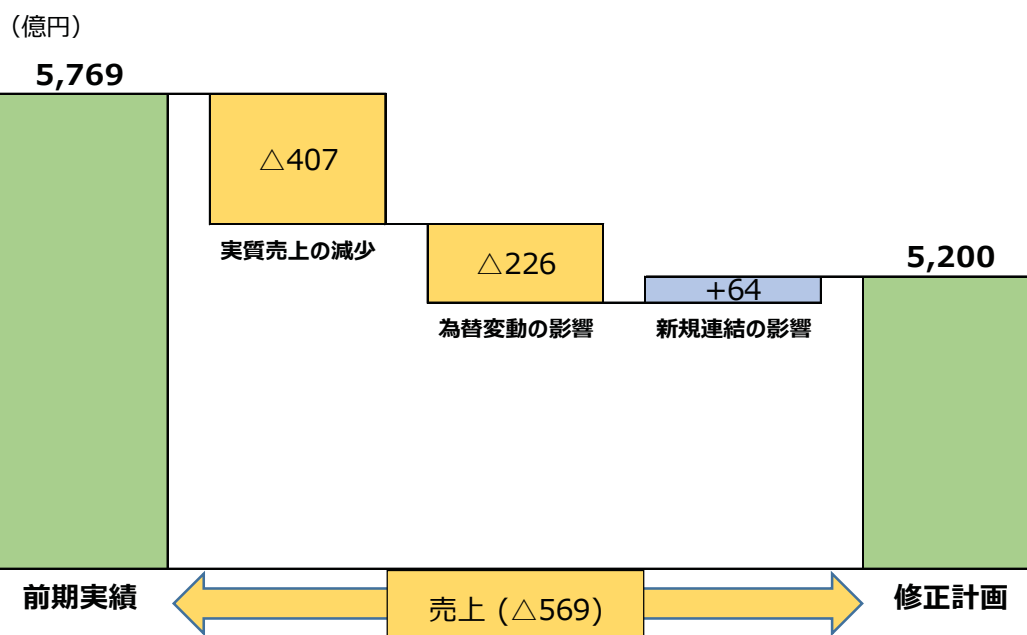 （億円）
5,769
△407
実質売上の減少
△226
為替変動の影響
+64
新規連結の影響
5,200
前期実績
売上 (△569)
修正計画